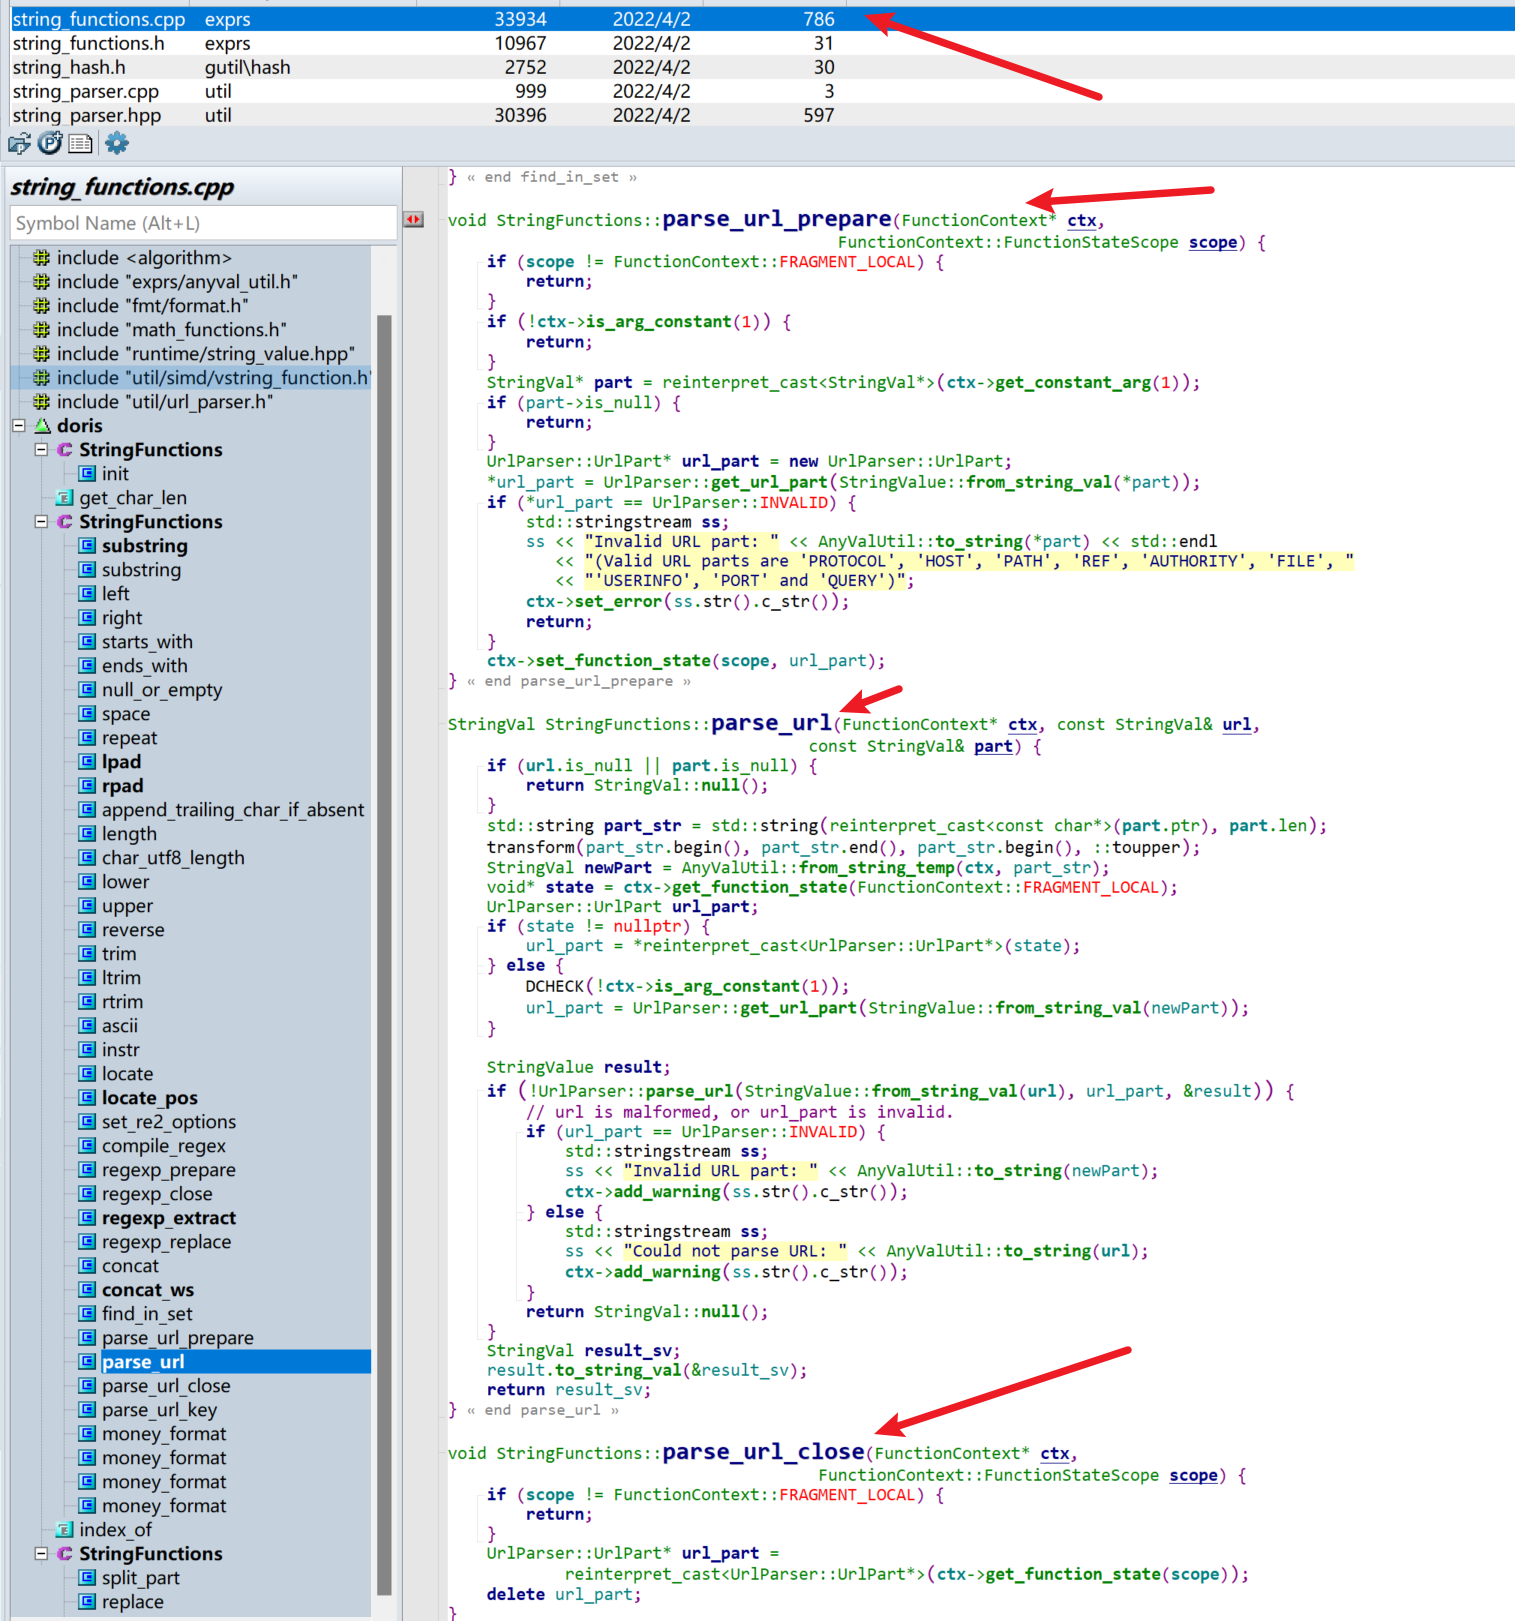 string_functions.cpp exprs 33934 2022/4/2 786
string_functions.h exprs 10967 2022/4/2 31
string_hash.h gutil\hash 2752 2022/4/2 30
string_parser.cpp util 999 2022/4/2 3
string_parser.hpp util 30396 2022/4/2 597
string_functions.cpp
Symbol Name (Alt+L)
include <algorithm>
include "exprs/anyval_util.h"
include "fmt/format.h"
include "math_functions.h"
include "runtime/string_value.hpp"
include "util/simd/vstring_function.h"
include "util/url_parser.h"
doris
StringFunctions
init
get_char_len
StringFunctions
substring
substring
left
right
starts_with
ends_with
null_or_empty
space
repeat
lpad
rpad
append_trailing_char_if_absent
length
char_utf8_length
lower
upper
reverse
trim
ltrim
rtrim
ascii
instr
locate
locate_pos
set_re2_options
compile_regex
regexp_prepare
regexp_close
regexp_extract
regexp_replace
concat
concat_ws
find_in_set
parse_url_prepare
parse_url
parse_url_close
parse_url_key
money_format
money_format
money_format
money_format
index_of
StringFunctions
split_part
replace
} « end find_in_set »
void StringFunctions::parse_url_prepare(FunctionContext* ctx,
FunctionContext::FunctionStateScope scope) {
if (scope != FunctionContext::FRAGMENT_LOCAL) {
return;
}
if (!ctx->is_arg_constant(1)) {
return;
}
StringVal* part = reinterpret_cast<StringVal*>(ctx->get_constant_arg(1));
if (part->is_null) {
return;
}
UrlParser::UrlPart* url_part = new UrlParser::UrlPart;
*url_part = UrlParser::get_url_part(StringValue::from_string_val(*part));
if (*url_part == UrlParser::INVALID) {
std::stringstream ss;
ss << "Invalid URL part: " << AnyValUtil::to_string(*part) << std::endl
<< "(Valid URL parts are 'PROTOCOL', 'HOST', 'PATH', 'REF', 'AUTHORITY', 'FILE', "
<< "'USERINFO', 'PORT' and 'QUERY')";
ctx->set_error(ss.str().c_str());
return;
}
ctx->set_function_state(scope, url_part);
} « end parse_url_prepare »
StringVal StringFunctions::parse_url(FunctionContext* ctx, const StringVal& url,
const StringVal& part) {
if (url.is_null || part.is_null) {
return StringVal::null();
}
std::string part_str = std::string(reinterpret_cast<const char*>(part.ptr), part.len);
transform(part_str.begin(), part_str.end(), part_str.begin(), ::toupper);
StringVal newPart = AnyValUtil::from_string_temp(ctx, part_str);
void* state = ctx->get_function_state(FunctionContext::FRAGMENT_LOCAL);
UrlParser::UrlPart url_part;
if (state != nullptr) {
url_part = *reinterpret_cast<UrlParser::UrlPart*>(state);
} else {
DCHECK(!ctx->is_arg_constant(1));
url_part = UrlParser::get_url_part(StringValue::from_string_val(newPart));
}
StringValue result;
if (!UrlParser::parse_url(StringValue::from_string_val(url), url_part, &result)) {
// url is malformed, or url_part is invalid.
if (url_part == UrlParser::INVALID) {
std::stringstream ss;
ss << "Invalid URL part: " << AnyValUtil::to_string(newPart);
ctx->add_warning(ss.str().c_str());
} else {
std::stringstream ss;
ss << "Could not parse URL: " << AnyValUtil::to_string(url);
ctx->add_warning(ss.str().c_str());
}
return StringVal::null();
}
StringVal result_sv;
result.to_string_val(&result_sv);
return result_sv;
} « end parse_url »
void StringFunctions::parse_url_close(FunctionContext* ctx,
FunctionContext::FunctionStateScope scope) {
if (scope != FunctionContext::FRAGMENT_LOCAL) {
return;
}
UrlParser::UrlPart* url_part =
reinterpret_cast<UrlParser::UrlPart*>(ctx->get_function_state(scope));
delete url_part;
}